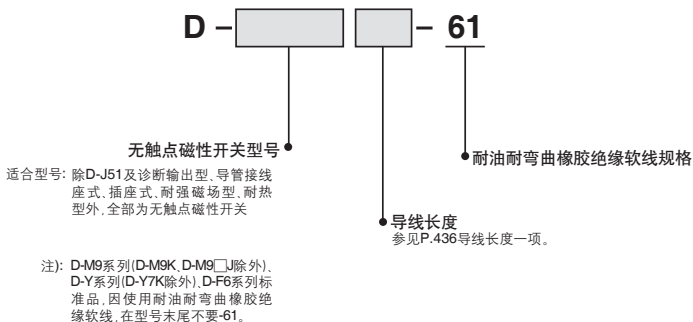 D – – 61
无触点磁性开关型号
适合型号: 除D-J51及诊断输出型、导管接线
座式、插座式、耐强磁场型、耐热
型外,全部为无触点磁性开关
耐油耐弯曲橡胶绝缘软线规格
导线长度
参见P.436导线长度一项。
注): D-M9系列(D-M9K、D-M9□J除外)、
D-Y系列(D-Y7K除外)、D-F6系列标
准品,因使用耐油耐弯曲橡胶绝
缘软线,在型号末尾不要-61。